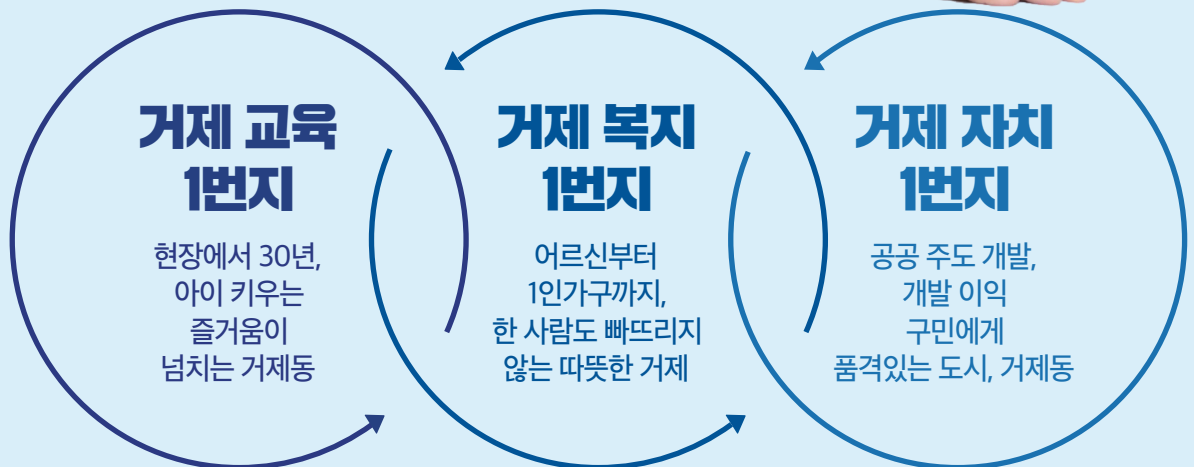 거제 교육
1번지
현장에서 30년,
아이 키우는
즐거움이
넘치는 거제동
거제 복지
1번지
어르신부터
1인가구까지,
한 사람도 빠뜨리지
않는 따뜻한 거제
거제 자치
1번지
공공 주도 개발,
개발 이익
구민에게
품격있는 도시, 거제동